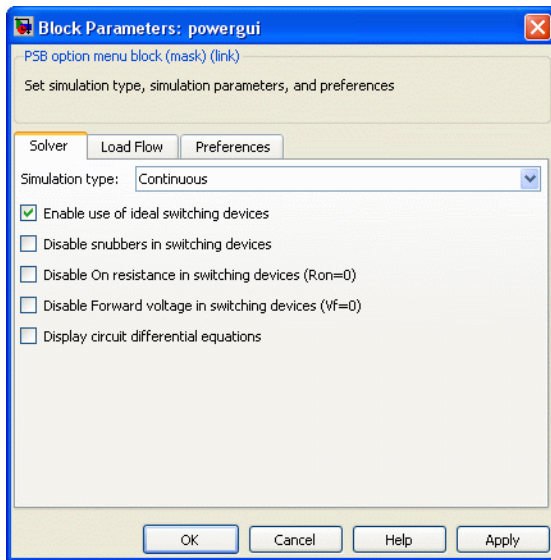 Block Parameters: powergui
PSB option menu block (mask) (link)
Set simulation type, simulation parameters, and preferences
Solver Load Flow Preferences
Simulation type: Continuous
Enable use of ideal switching devices
Disable snubbers in switching devices
Disable On resistance in switching devices (Ron=0)
Disable Forward voltage in switching devices (Vf=0)
Display circuit differential equations
OK Cancel Help Apply